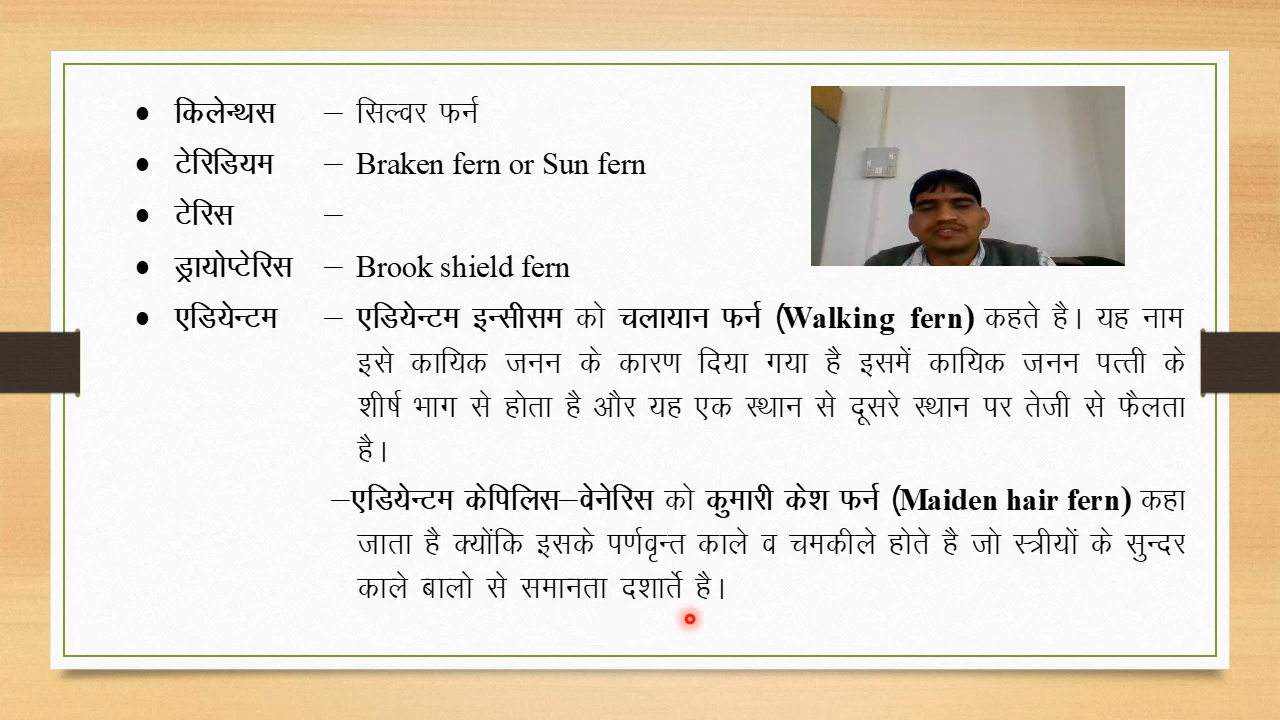 ● किलेन्थस – सिल्वर फर्न
● टेरिडियम – Braken fern or Sun fern
● टेरिस –
● ड्रायोप्टेरिस – Brook shield fern
● एडियेन्टम – एडियेन्टम इन्सीसम को चलायान फर्न (Walking fern) कहते है। यह नाम
इसे कायिक जनन के कारण दिया गया है इसमें कायिक जनन पत्ती के
शीर्ष भाग से होता है और यह एक स्थान से दूसरे स्थान पर तेजी से फैलता
है।
–एडियेन्टम केपिलिस–वेनेरिस को कुमारी केश फर्न (Maiden hair fern) कहा
जाता है क्योंकि इसके पर्णवृन्त काले व चमकीले होते है जो स्त्रीयों के सुन्दर
काले बालो से समानता दशार्ते है।